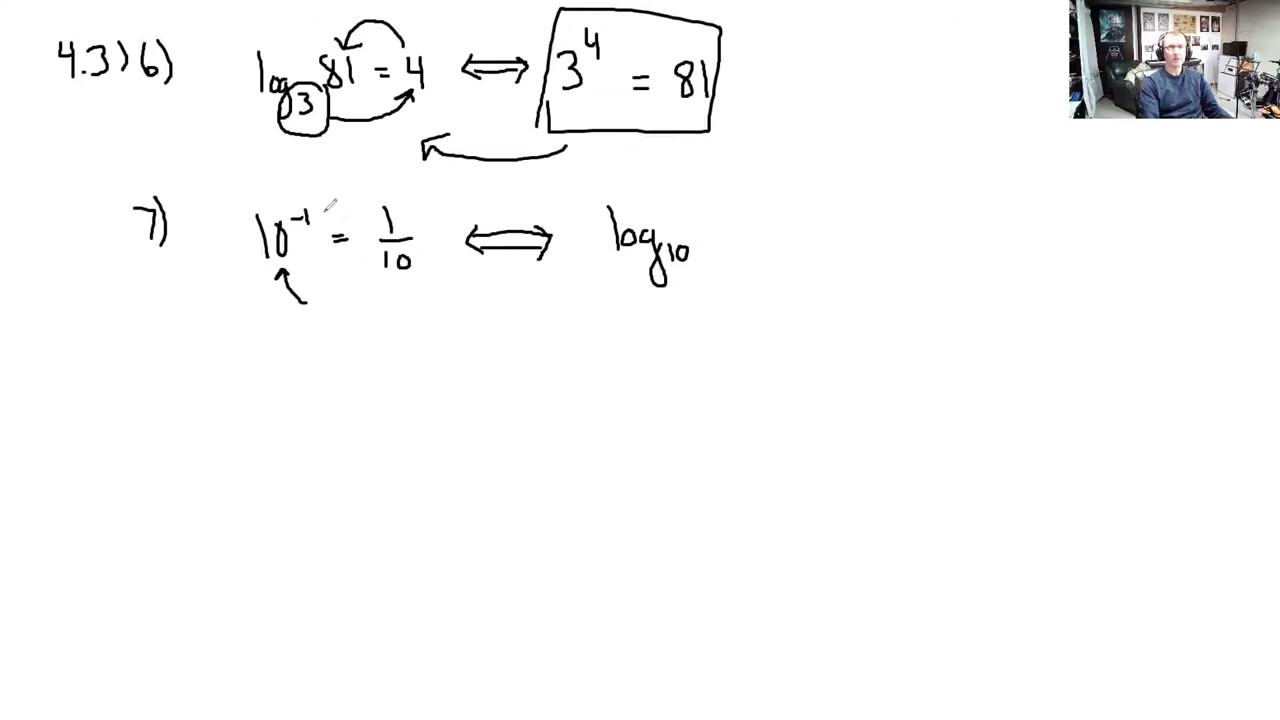 4.3) 6) log₃ 81 = 4 ⟺ 3⁴ = 81
7) 10⁻¹ = 1/10 ⟺ log₁₀